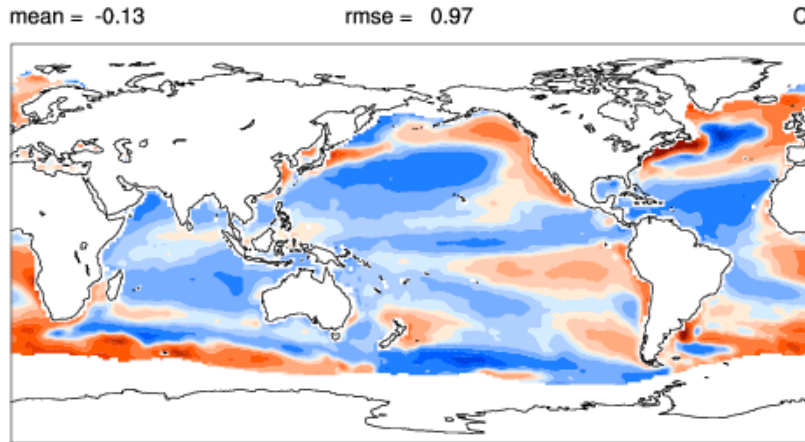 mean = -0.13 rmse = 0.97 C